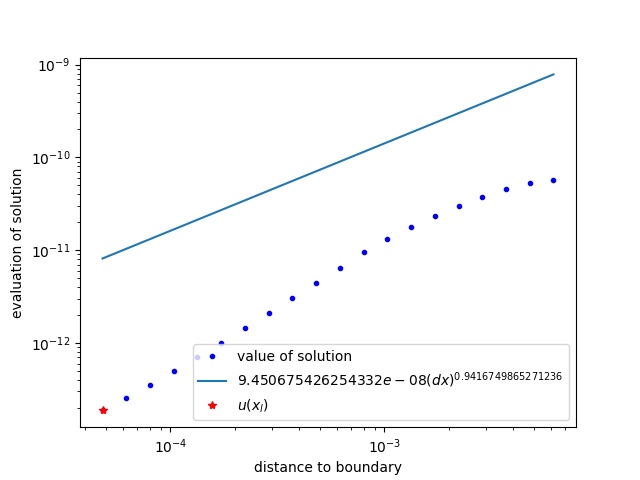 10⁻⁹
10⁻¹⁰
10⁻¹¹
10⁻¹²
evaluation of solution
value of solution
9.450675426254332e − 08(dx)^0.9416749865271236
u(x_l)
10⁻⁴
10⁻³
distance to boundary